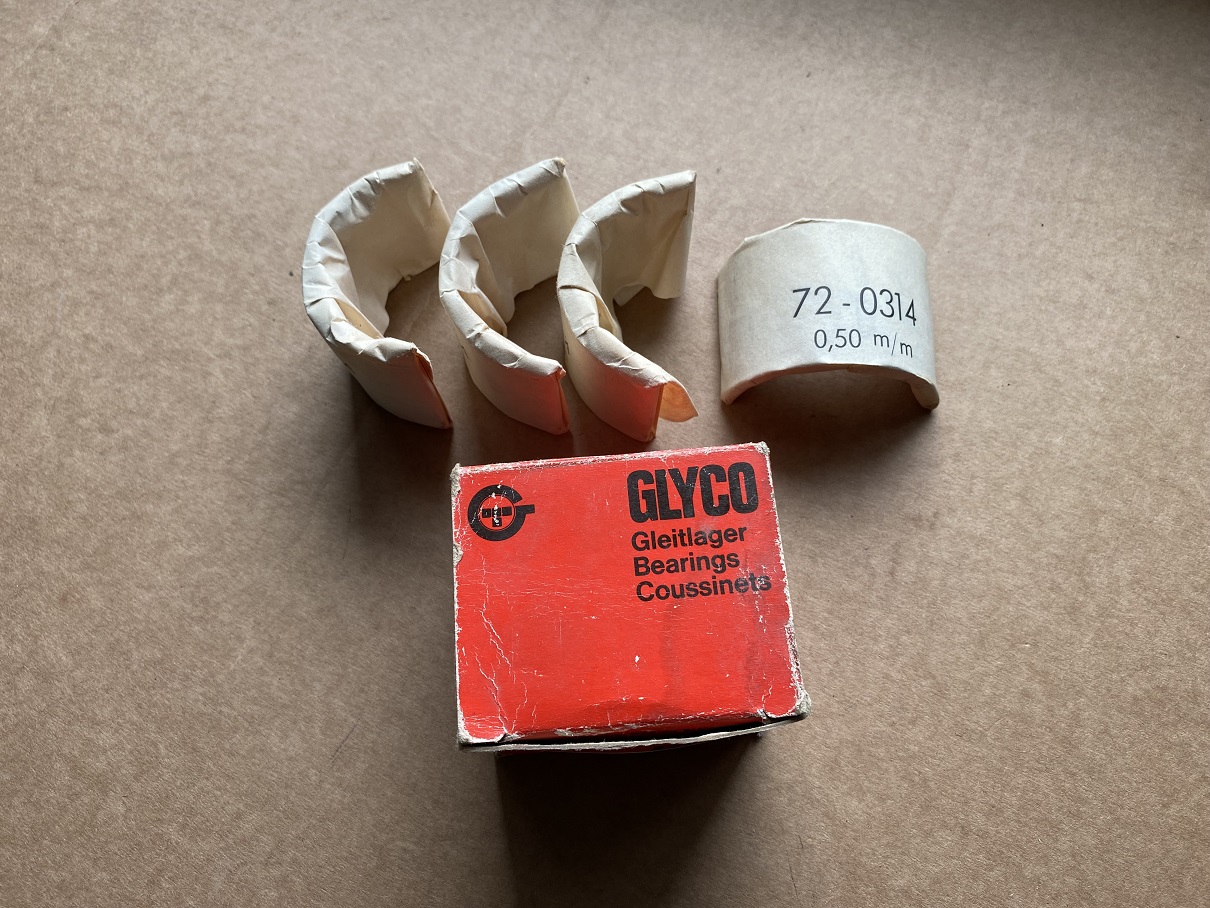 72-0314
0,50 m/m
GLYCO
Gleitlager
Bearings
Coussinets